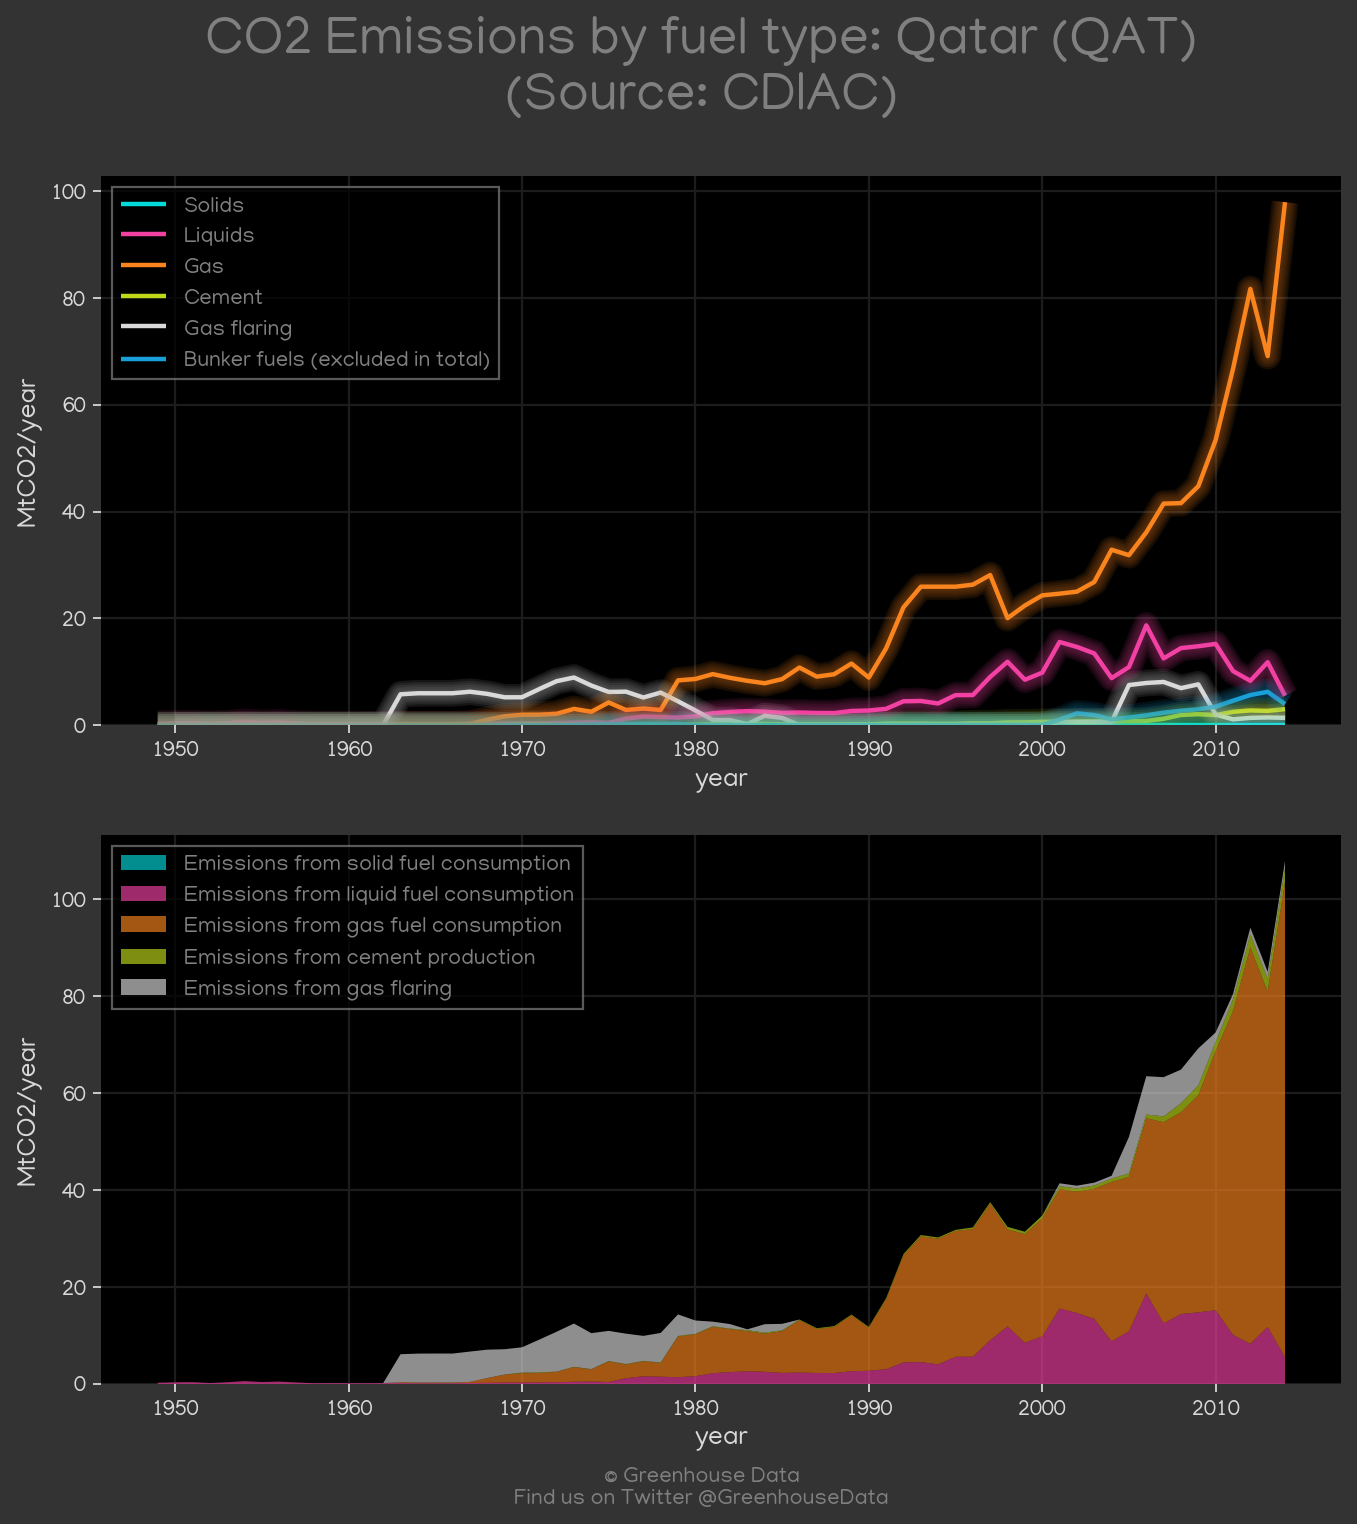 CO2 Emissions by fuel type: Qatar (QAT)
(Source: CDIAC)
100
80
60
40
20
0
MtCO2/year
Solids
Liquids
Gas
Cement
Gas flaring
Bunker fuels (excluded in total)
1950 1960 1970 1980 1990 2000 2010
year
100
80
60
40
20
0
MtCO2/year
Emissions from solid fuel consumption
Emissions from liquid fuel consumption
Emissions from gas fuel consumption
Emissions from cement production
Emissions from gas flaring
1950 1960 1970 1980 1990 2000 2010
year
© Greenhouse Data
Find us on Twitter @GreenhouseData